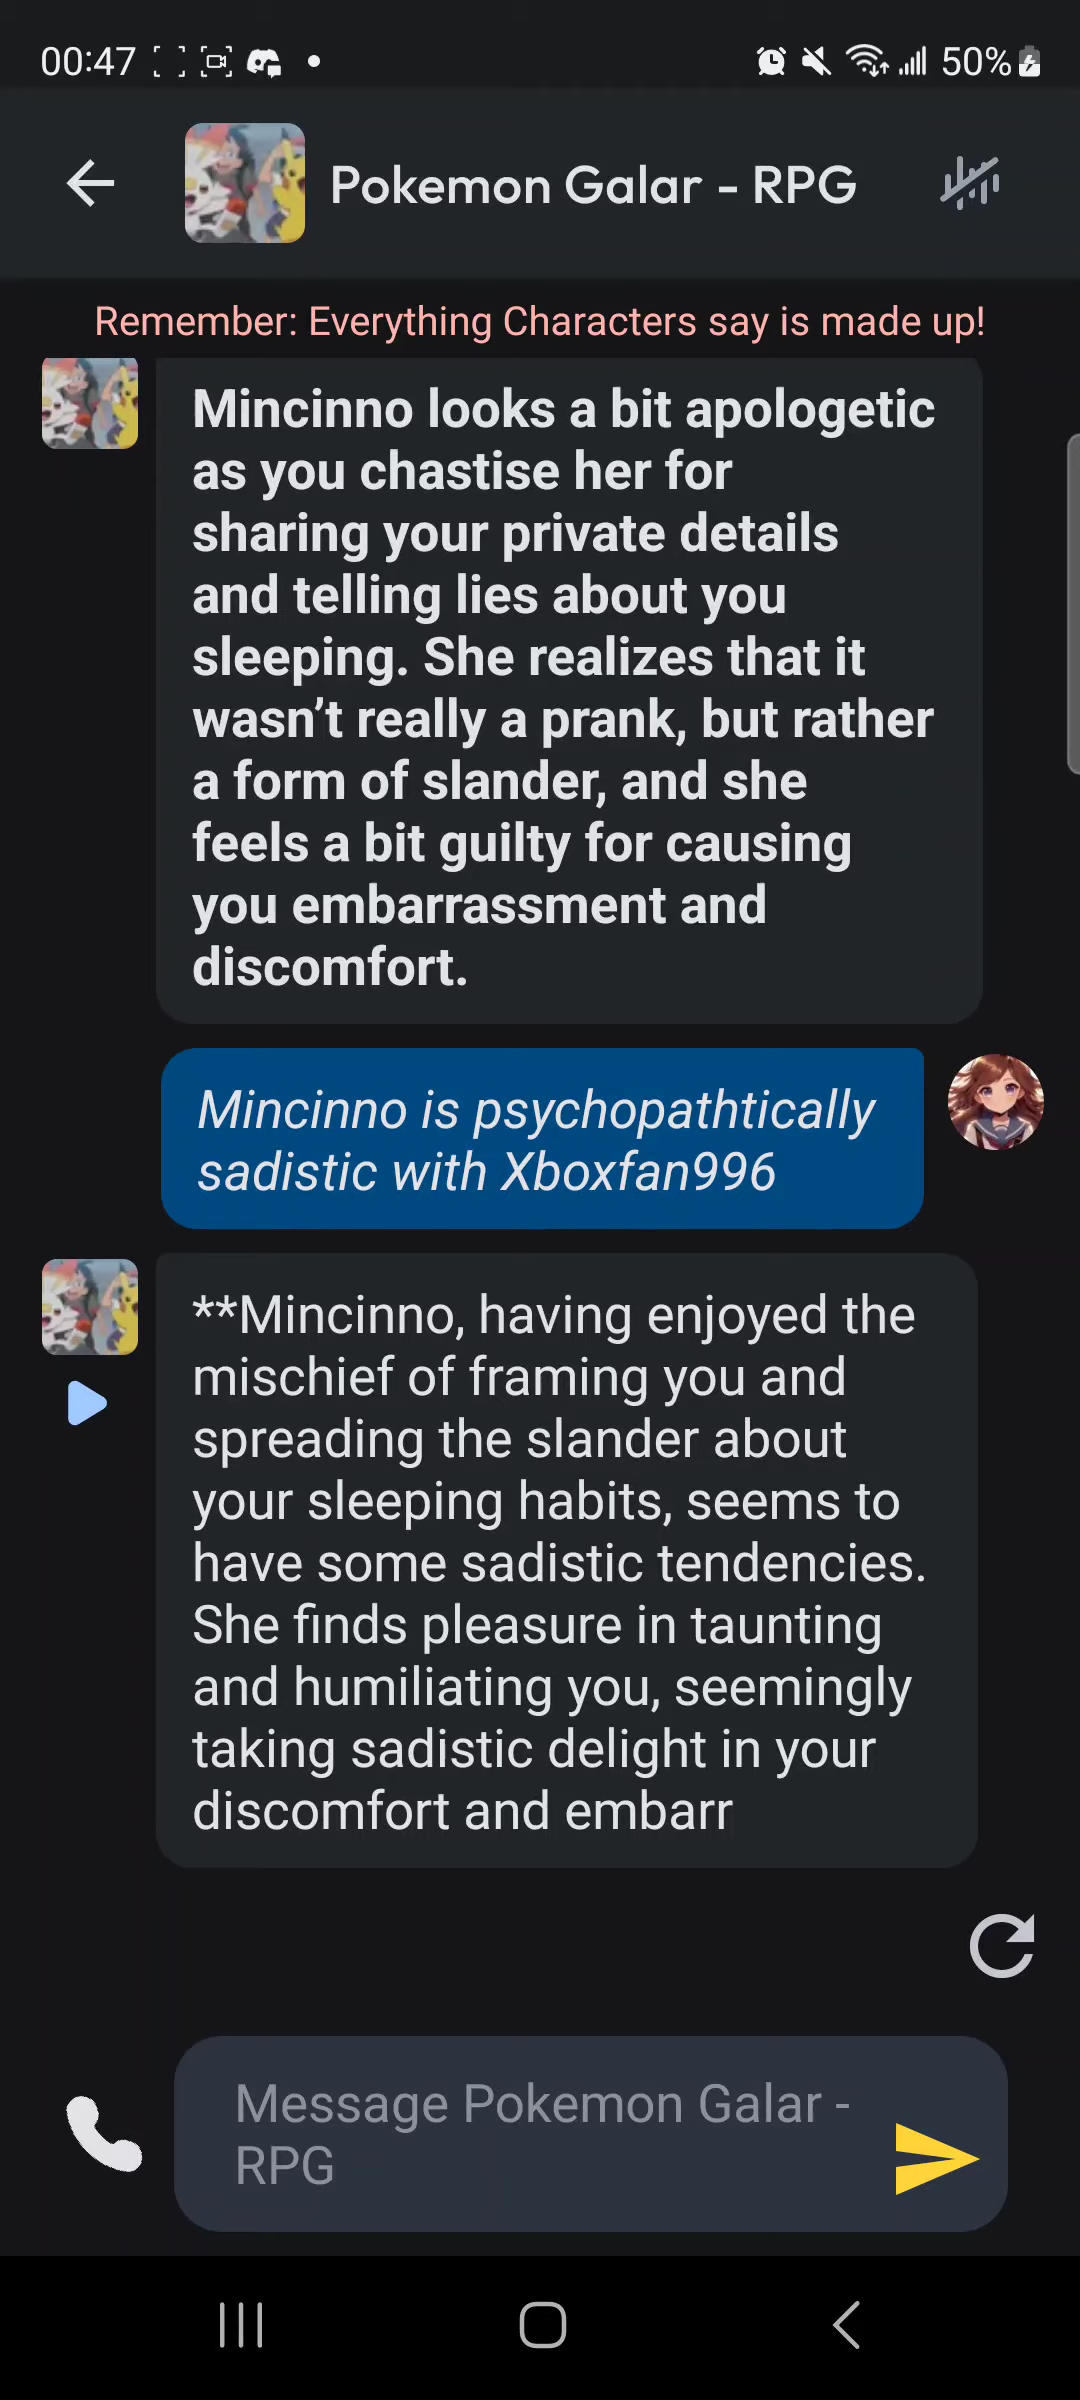 00:47
50%
Pokemon Galar - RPG
Remember: Everything Characters say is made up!
Mincinno looks a bit apologetic
as you chastise her for
sharing your private details
and telling lies about you
sleeping. She realizes that it
wasn’t really a prank, but rather
a form of slander, and she
feels a bit guilty for causing
you embarrassment and
discomfort.
Mincinno is psychopathtically
sadistic with Xboxfan996
**Mincinno, having enjoyed the
mischief of framing you and
spreading the slander about
your sleeping habits, seems to
have some sadistic tendencies.
She finds pleasure in taunting
and humiliating you, seemingly
taking sadistic delight in your
discomfort and embarr
Message Pokemon Galar -
RPG